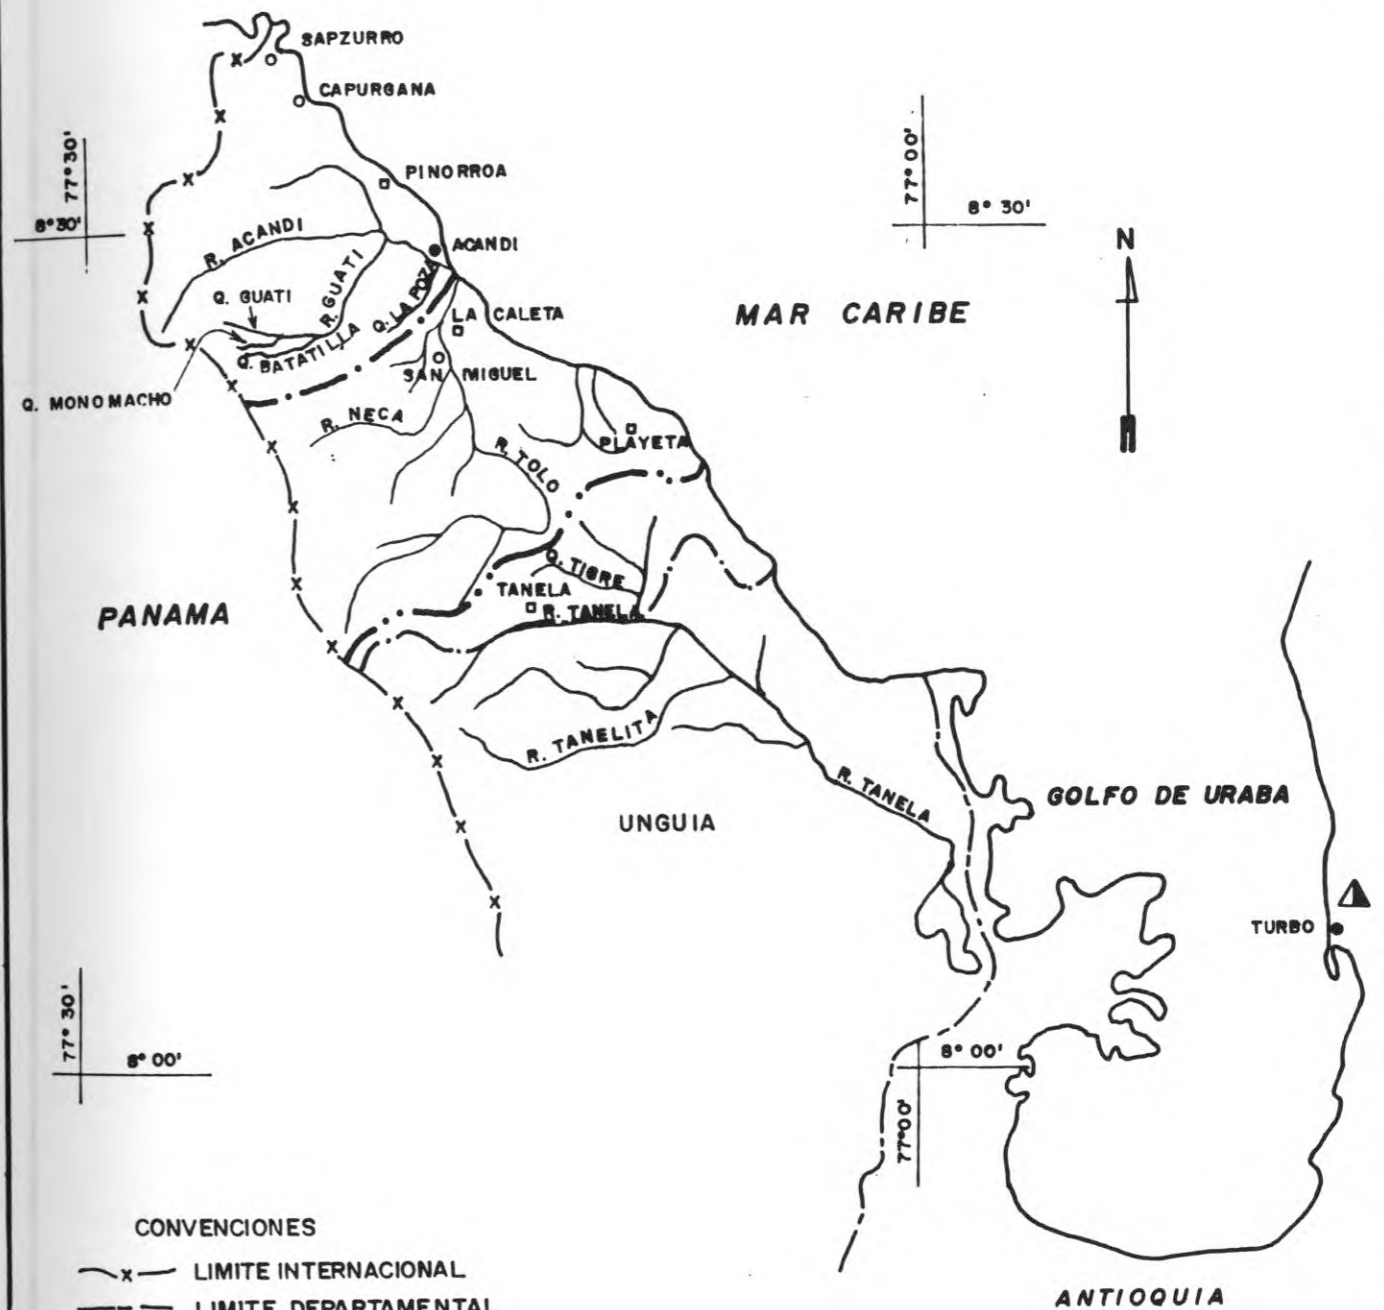 SAPZURRO
CAPURGANA
77° 30'
77° 00'
PINORROA
8° 30'
8° 30'
R. ACANDI
ACANDI
N
Q. GUATI
R. GUATI
Q. LA POZA
LA CALETA
MAR CARIBE
Q. BATATILLA
SAN MIGUEL
Q. MONOMACHO
R. NECA
PLAYETA
R. TOLO
Q. TIGRE
TANELA
R. TANELA
PANAMA
R. TANELITA
R. TANELA
GOLFO DE URABA
UNGUIA
TURBO
77° 30'
8° 00'
8° 00'
77°00'
CONVENCIONES
LIMITE INTERNACIONAL
LIMITE DEPARTAMENTAL
ANTIOQUIA